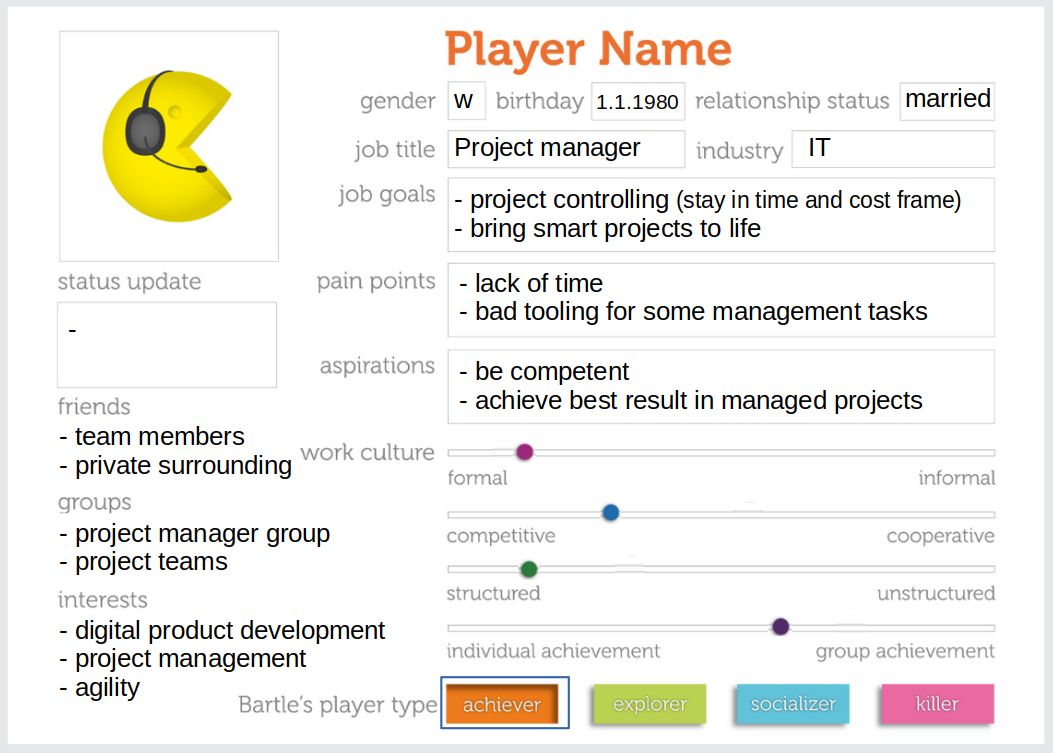 Player Name
gender W birthday 1.1.1980 relationship status married
job title Project manager industry IT
job goals
- project controlling (stay in time and cost frame)
- bring smart projects to life
status update
-
pain points
- lack of time
- bad tooling for some management tasks
aspirations
- be competent
- achieve best result in managed projects
friends
- team members
- private surrounding
groups
- project manager group
- project teams
interests
- digital product development
- project management
- agility
work culture
formal informal
competitive cooperative
structured unstructured
individual achievement group achievement
Bartle's player type achiever explorer socializer killer